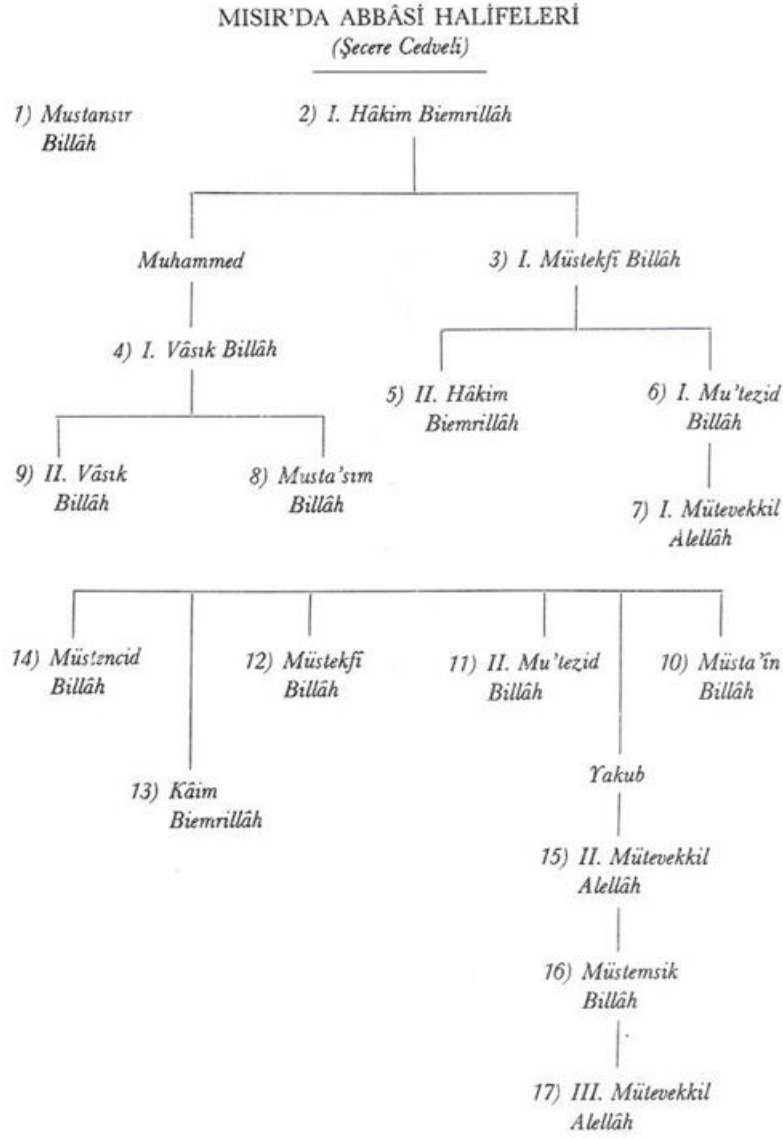 MISIR'DA ABBÂSİ HALİFELERİ
(Şecere Cedveli)
1) Mustansır
Billâh
2) I. Hâkim Biemrillâh
Muhammed
3) I. Müstekfî Billâh
4) I. Vâsık Billâh
5) II. Hâkim
Biemrillâh
6) I. Mu'tezid
Billâh
9) II. Vâsık
Billâh
8) Musta'sım
Billâh
7) I. Mütevekkil
Alellâh
14) Müstencid
Billâh
12) Müstekfî
Billâh
11) II. Mu'tezid
Billâh
10) Müsta'în
Billâh
13) Kâim
Biemrillâh
Yakub
15) II. Mütevekkil
Alellâh
16) Müstemsik
Billâh
17) III. Mütevekkil
Alellâh